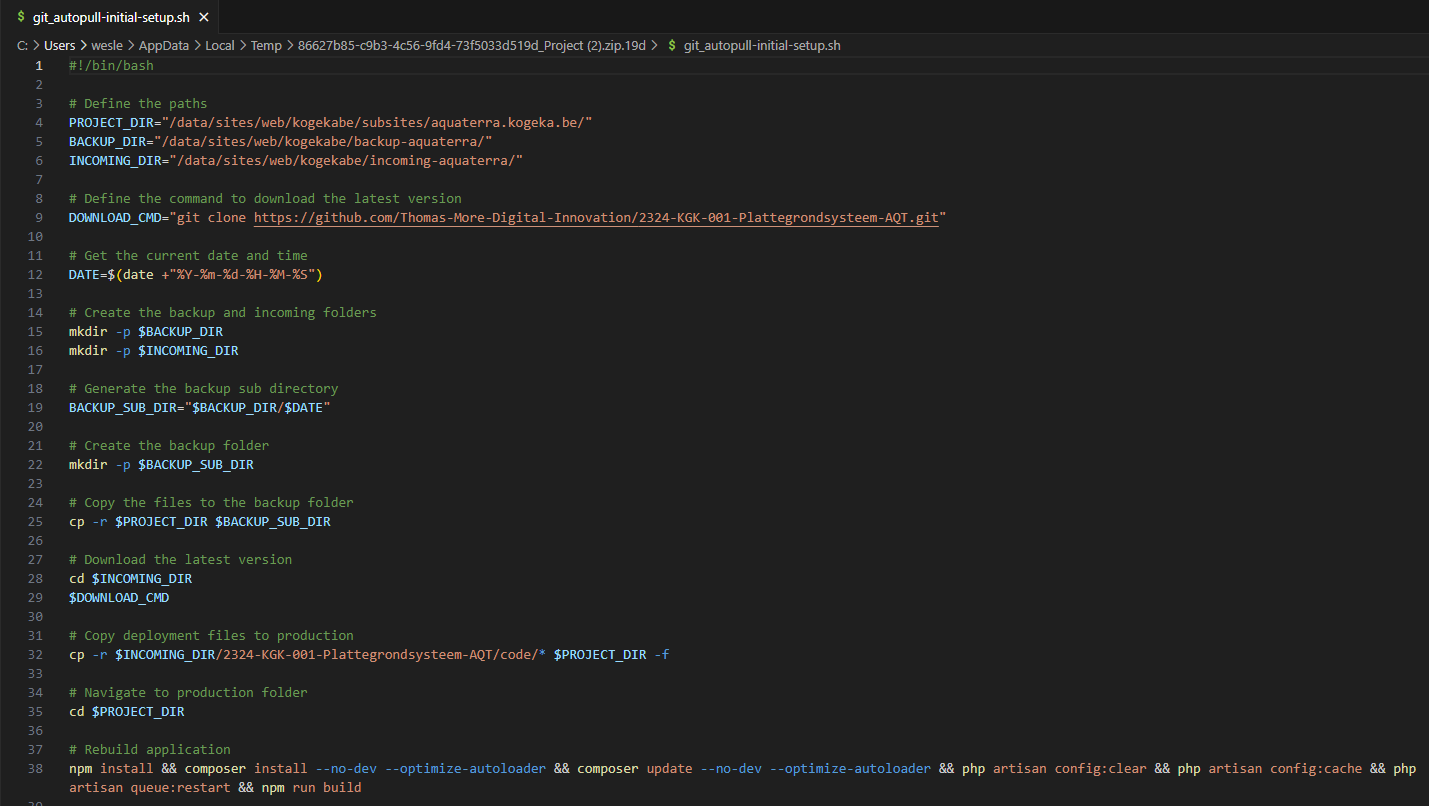 $ git_autopull-initial-setup.sh ×
C: > Users > wesle > AppData > Local > Temp > 86627b85-c9b3-4c56-9fd4-73f5033d519d_Project (2).zip.19d > $ git_autopull-initial-setup.sh
1 #!/bin/bash
2
3 # Define the paths
4 PROJECT_DIR="/data/sites/web/kogekabe/subsites/aquaterra.kogeka.be/"
5 BACKUP_DIR="/data/sites/web/kogekabe/backup-aquaterra/"
6 INCOMING_DIR="/data/sites/web/kogekabe/incoming-aquaterra/"
7
8 # Define the command to download the latest version
9 DOWNLOAD_CMD="git clone https://github.com/Thomas-More-Digital-Innovation/2324-KGK-001-Plattegrondsysteem-AQT.git"
10
11 # Get the current date and time
12 DATE=$(date +"%Y-%m-%d-%H-%M-%S")
13
14 # Create the backup and incoming folders
15 mkdir -p $BACKUP_DIR
16 mkdir -p $INCOMING_DIR
17
18 # Generate the backup sub directory
19 BACKUP_SUB_DIR="$BACKUP_DIR/$DATE"
20
21 # Create the backup folder
22 mkdir -p $BACKUP_SUB_DIR
23
24 # Copy the files to the backup folder
25 cp -r $PROJECT_DIR $BACKUP_SUB_DIR
26
27 # Download the latest version
28 cd $INCOMING_DIR
29 $DOWNLOAD_CMD
30
31 # Copy deployment files to production
32 cp -r $INCOMING_DIR/2324-KGK-001-Plattegrondsysteem-AQT/code/* $PROJECT_DIR -f
33
34 # Navigate to production folder
35 cd $PROJECT_DIR
36
37 # Rebuild application
38 npm install && composer install --no-dev --optimize-autoloader && composer update --no-dev --optimize-autoloader && php artisan config:clear && php artisan config:cache && php
artisan queue:restart && npm run build
39